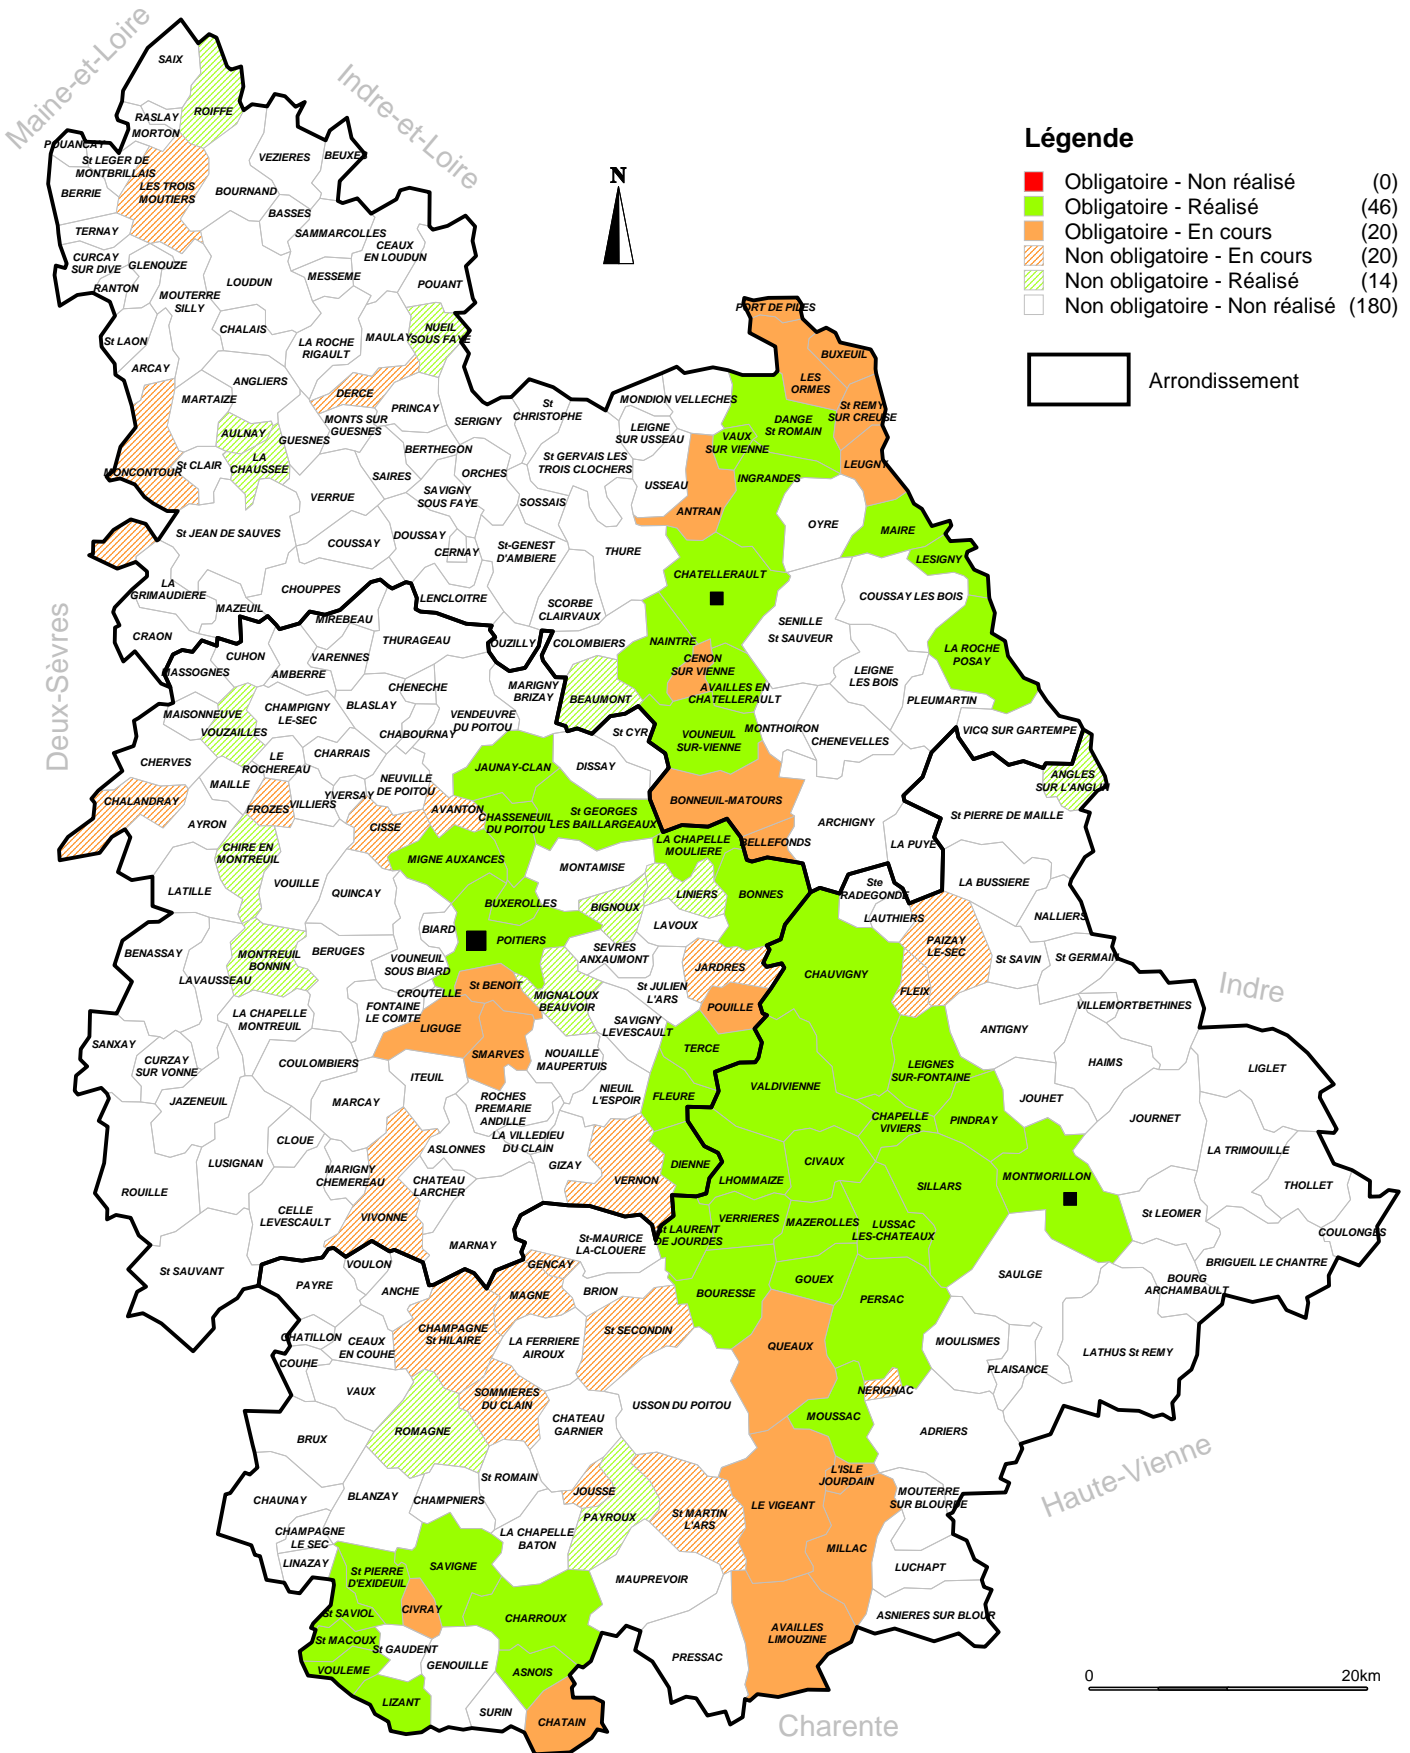 Maine-et-Loire
Indre-et-Loire
Deux-Sèvres
Indre
Haute-Vienne
Charente
N
Légende
Obligatoire - Non réalisé (0)
Obligatoire - Réalisé (46)
Obligatoire - En cours (20)
Non obligatoire - En cours (20)
Non obligatoire - Réalisé (14)
Non obligatoire - Non réalisé (180)
Arrondissement
SAIX
ROIFFE
RASLAY
MORTON
POUANCAY
St LEGER DE
MONTBRILLAIS
VEZIERES
BEUXES
BERRIE
LES TROIS
MOUTIERS
BOURNAND
BASSES
TERNAY
SAMMARCOLLES
CEAUX
EN LOUDUN
CURCAY
SUR DIVE
GLENOUZE
RANTON
MOUTERRE
SILLY
LOUDUN
MESSEME
POUANT
St LAON
CHALAIS
LA ROCHE
RIGAULT
MAULAY
NUEIL
SOUS FAYE
ARCAY
MARTAIZE
ANGLIERS
DERCE
PRINCAY
MONTS SUR
GUESNES
AULNAY
GUESNES
SERIGNY
St
CHRISTOPHE
MONDION
VELLECHES
LEIGNE
SUR USSEAU
MONCONTOUR
St CLAIR
LA
CHAUSSEE
BERTHEGON
St GERVAIS LES
TROIS CLOCHERS
SAIRES
ORCHES
VERRUE
SAVIGNY
SOUS FAYE
SOSSAIS
USSEAU
PORT DE PILES
BUXEUIL
LES
ORMES
St REMY
SUR CREUSE
DANGE
St ROMAIN
VAUX
SUR VIENNE
LEUGNY
INGRANDES
ANTRAN
OYRE
MAIRE
LESIGNY
St JEAN DE SAUVES
COUSSAY
DOUSSAY
CERNAY
St-GENEST
D'AMBIERE
THURE
CHATELLERAULT
COUSSAY LES BOIS
LA
GRIMAUDIERE
MAZEUIL
CHOUPPES
LENCLOITRE
SCORBE
CLAIRVAUX
SENILLE
St SAUVEUR
CRAON
MIREBEAU
THURAGEAU
OUZILLY
COLOMBIERS
NAINTRE
CENON
SUR VIENNE
LA ROCHE
POSAY
CUHON
VARENNES
MASSOGNES
AMBERRE
CHENECHE
MARIGNY
BRIZAY
BEAUMONT
AVAILLES EN
CHATELLERAULT
LEIGNE
LES BOIS
PLEUMARTIN
MAISONNEUVE
VOUZAILLES
CHAMPIGNY
LE-SEC
BLASLAY
CHABOURNAY
VENDEUVRE
DU POITOU
St CYR
VOUNEUIL
SUR-VIENNE
MONTHOIRON
CHENEVELLES
VICQ SUR GARTEMPE
CHERVES
LE
ROCHEREAU
CHARRAIS
JAUNAY-CLAN
DISSAY
MAILLE
NEUVILLE
DE POITOU
YVERSAY
ANGLES
SUR L'ANGLIN
CHALANDRAY
FROZES
VILLIERS
AVANTON
BONNEUIL-MATOURS
AYRON
CISSE
CHASSENEUIL
DU POITOU
St GEORGES
LES BAILLARGEAUX
ARCHIGNY
St PIERRE DE MAILLE
CHIRE EN
MONTREUIL
MIGNE AUXANCES
LA CHAPELLE
MOULIERE
BELLEFONDS
LA PUYE
MONTAMISE
LATILLE
VOUILLE
QUINCAY
BUXEROLLES
BIGNOUX
LINIERS
BONNES
Ste
RADEGONDE
LA BUSSIERE
LAUTHIERS
NALLIERS
BENASSAY
MONTREUIL
BONNIN
BERUGES
BIARD
POITIERS
LAVOUX
SEVRES
ANXAUMONT
PAIZAY
LE-SEC
LAVAUSSEAU
VOUNEUIL
SOUS BIARD
JARDRES
CHAUVIGNY
St SAVIN
St GERMAIN
St BENOIT
MIGNALOUX
BEAUVOIR
St JULIEN
L'ARS
FLEIX
CROUTELLE
FONTAINE
LE COMTE
POUILLE
VILLEMORT
BETHINES
LA CHAPELLE
MONTREUIL
LIGUGE
SAVIGNY
LEVESCAULT
ANTIGNY
SANXAY
SMARVES
TERCE
CURZAY
SUR VONNE
COULOMBIERS
NOUAILLE
MAUPERTUIS
LEIGNES
SUR-FONTAINE
HAIMS
LIGLET
ITEUIL
VALDIVIENNE
JAZENEUIL
MARCAY
ROCHES
PREMARIE
ANDILLE
NIEUIL
L'ESPOIR
FLEURE
JOUHET
CHAPELLE
VIVIERS
PINDRAY
JOURNET
CLOUE
ASLONNES
LA VILLEDIEU
DU CLAIN
LA TRIMOUILLE
LUSIGNAN
MARIGNY
CHEMEREAU
GIZAY
DIENNE
CIVAUX
CHATEAU
LARCHER
VERNON
LHOMMAIZE
SILLARS
MONTMORILLON
THOLLET
ROUILLE
CELLE
LEVESCAULT
VIVONNE
St LEOMER
VERRIERES
MAZEROLLES
LUSSAC
LES-CHATEAUX
St LAURENT
DE JOURDES
COULONGES
MARNAY
St-MAURICE
LA-CLOUERE
BRIGUEIL LE CHANTRE
St SAUVANT
VOULON
GENCAY
SAULGE
BOURG
ARCHAMBAULT
PAYRE
ANCHE
MAGNE
BRION
BOURESSE
GOUEX
PERSAC
CHATILLON
CEAUX
EN COUHE
CHAMPAGNE
St HILAIRE
LA FERRIERE
AIROUX
St SECONDIN
QUEAUX
MOULISMES
LATHUS St REMY
COUHE
PLAISANCE
VAUX
SOMMIERES
DU CLAIN
NERIGNAC
USSON DU POITOU
ROMAGNE
CHATEAU
GARNIER
MOUSSAC
ADRIERS
BRUX
St ROMAIN
L'ISLE
JOURDAIN
CHAUNAY
BLANZAY
CHAMPNIERS
JOUSSE
PAYROUX
St MARTIN
L'ARS
LE VIGEANT
MOUTERRE
SUR BLOURDE
CHAMPAGNE
LE SEC
LA CHAPELLE
BATON
MILLAC
LINAZAY
St PIERRE
D'EXIDEUIL
SAVIGNE
MAUPREVOIR
LUCHAPT
St SAVIOL
CIVRAY
CHARROUX
AVAILLES
LIMOUZINE
ASNIERES SUR BLOUR
St MACOUX
St GAUDENT
VOULEME
GENOUILLE
ASNOIS
PRESSAC
LIZANT
SURIN
CHATAIN
0 20km